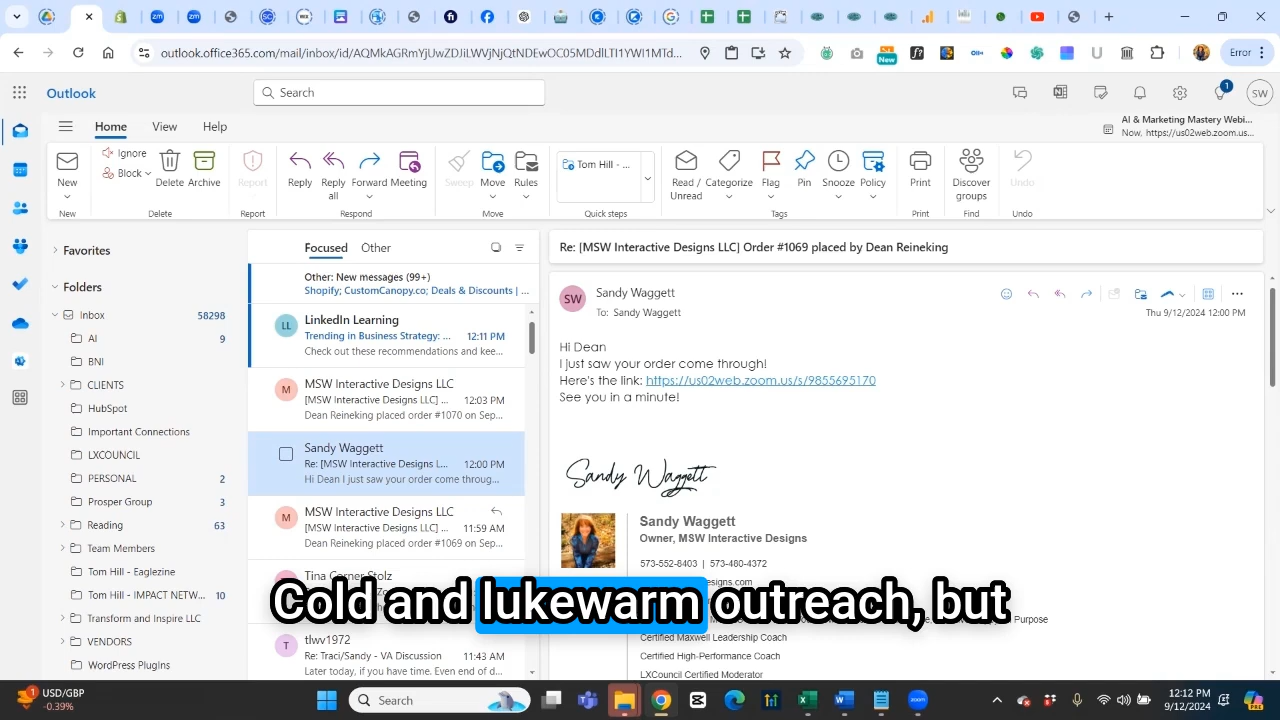 outlook.office365.com/mail/inbox/id/AQMkAGRmYjUwZDJiLWVjNjQtNDEwOC05MDdlLTI1YWI1MTd...
New
Error
Outlook
Search
1
SW
Home
View
Help
AI & Marketing Mastery Webi...
Now, https://us02web.zoom.us...
New
Ignore
Block
Delete
Archive
Report
Reply
Reply all
Forward
Meeting
Sweep
Move
Rules
Tom Hill - ...
Read / Unread
Categorize
Flag
Pin
Snooze
Policy
Print
Discover groups
Undo
New
Delete
Report
Respond
Move
Quick steps
Tags
Print
Find
Undo
Favorites
Folders
Inbox 58298
AI 9
BNI
CLIENTS
HubSpot
Important Connections
LXCOUNCIL
PERSONAL 2
Prosper Group 3
Reading 63
Team Members
Tom Hill - Eaglezine
Tom Hill - IMPACT NETW... 10
Transform and Inspire LLC
VENDORS
WordPress PlugIns
Focused
Other
Other: New messages (99+)
Shopify; CustomCanopy.co; Deals & Discounts | ...
LL
LinkedIn Learning
Trending in Business Strategy: ... 12:11 PM
Check out these recommendations and kee...
M
MSW Interactive Designs LLC
[MSW Interactive Designs LLC] ... 12:03 PM
Dean Reineking placed order #1070 on Sep...
Sandy Waggett
Re: [MSW Interactive Designs L... 12:00 PM
Hi Dean I just saw your order come throug...
M
MSW Interactive Designs LLC
[MSW Interactive Designs LLC] ... 11:59 AM
Dean Reineking placed order #1069 on Sep...
Tina Corner Stolz
T
tlwv1972
Re: Traci/Sandy - VA Discussion 11:43 AM
Later today, if you have time. Even end of d...
Re: [MSW Interactive Designs LLC] Order #1069 placed by Dean Reineking
SW
Sandy Waggett
To: Sandy Waggett
Thu 9/12/2024 12:00 PM
Hi Dean
I just saw your order come through!
Here's the link: https://us02web.zoom.us/s/9855695170
See you in a minute!
Sandy Waggett
Sandy Waggett
Owner, MSW Interactive Designs
573-552-8403 | 573-480-4372
Purpose
Certified Maxwell Leadership Coach
Certified High-Performance Coach
LXCouncil Certified Moderator
Cold and lukewarm outreach, but
1
USD/GBP
-0.39%
Search
zoom
12:12 PM
9/12/2024